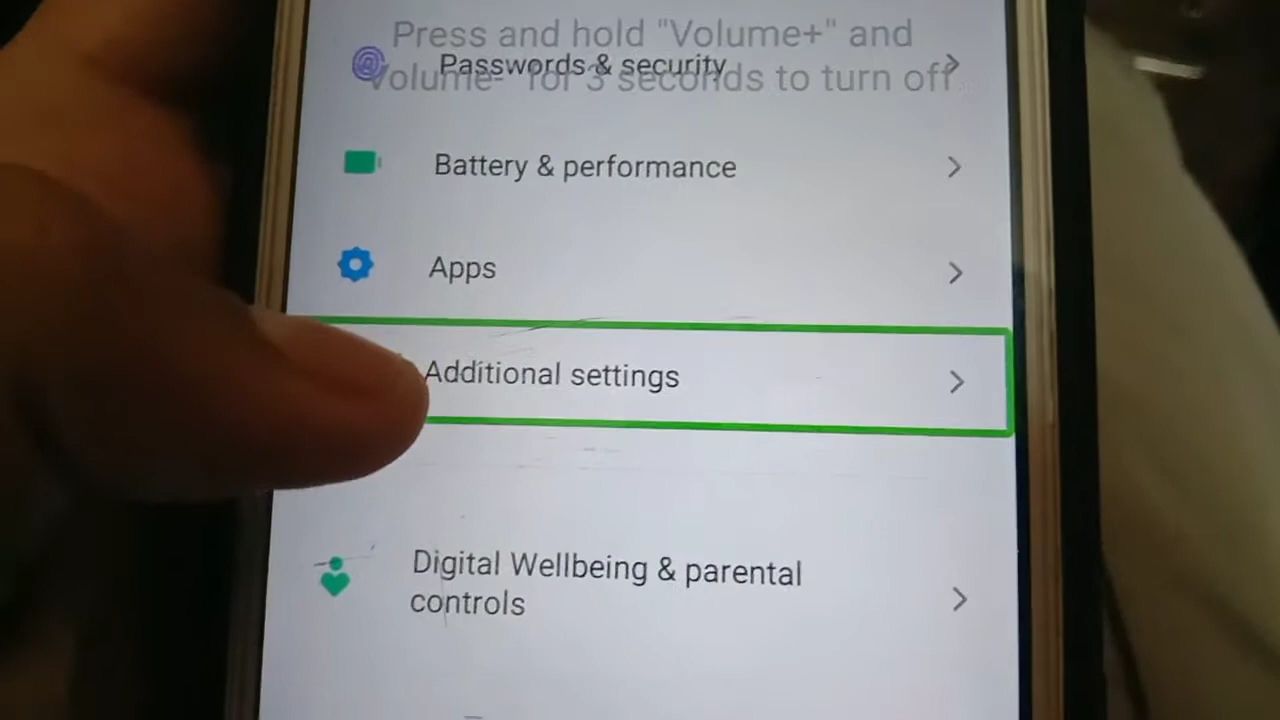 Press and hold "Volume+" and
Volume-" for 3 seconds to turn off
Passwords & security
Battery & performance
Apps
Additional settings
Digital Wellbeing & parental
controls